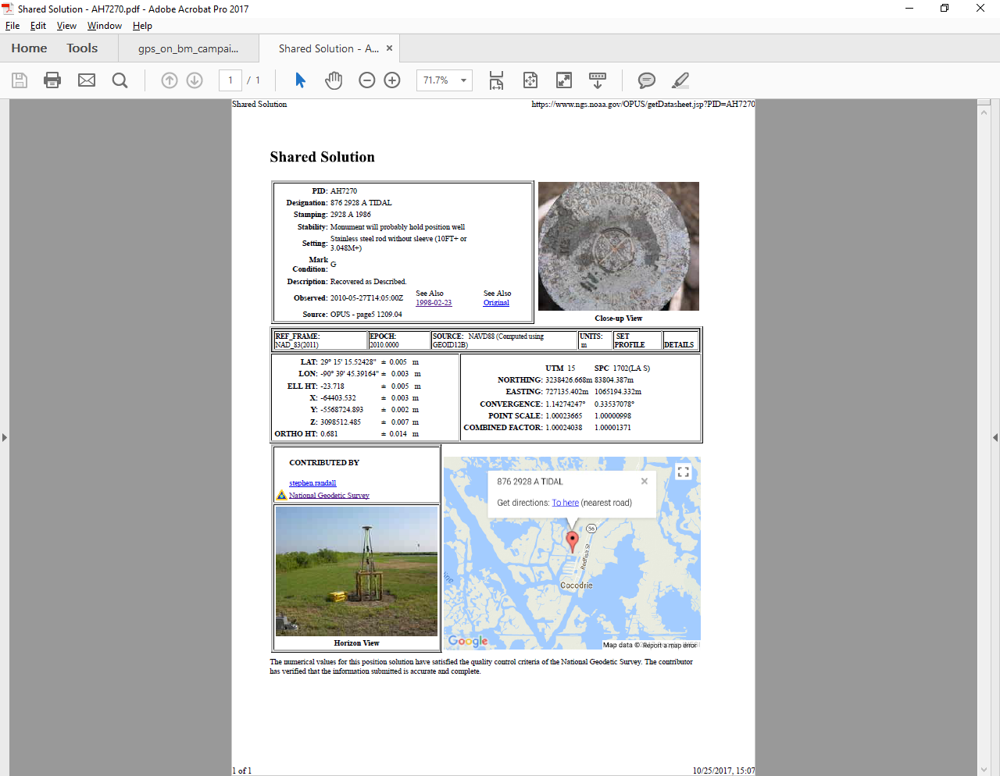 Shared Solution - AH7270.pdf - Adobe Acrobat Pro 2017
File Edit View Window Help
Home Tools gps_on_bm_campai... Shared Solution - A... ×
1 / 1 71.7%
Shared Solution https://www.ngs.noaa.gov/OPUS/getDatasheet.jsp?PID=AH7270
Shared Solution
PID: AH7270
Designation: 876 2928 A TIDAL
Stamping: 2928 A 1986
Stability: Monument will probably hold position well
Setting: Stainless steel rod without sleeve (10FT+ or
3.048M+)
Mark
Condition: G
Description: Recovered as Described.
Observed: 2010-05-27T14:05:00Z See Also
1998-02-23
See Also
Original
Source: OPUS - page5 1209.04
Close-up View
REF_FRAME:
NAD_83(2011)
EPOCH:
2010.0000
SOURCE: NAVD88 (Computed using
GEOID12B)
UNITS:
m
SET
PROFILE
DETAILS
LAT: 29° 15' 15.52428" ± 0.005 m
LON: -90° 39' 45.39164" ± 0.003 m
ELL HT: -23.718 ± 0.005 m
X: -64403.532 ± 0.003 m
Y: -5568724.893 ± 0.002 m
Z: 3098512.485 ± 0.007 m
ORTHO HT: 0.681 ± 0.014 m
UTM 15 SPC 1702(LA S)
NORTHING: 3238426.668m 83804.387m
EASTING: 727135.402m 1065194.332m
CONVERGENCE: 1.14274247° 0.33537078°
POINT SCALE: 1.00023665 1.00000998
COMBINED FACTOR: 1.00024038 1.00001371
CONTRIBUTED BY
stephen.randall
National Geodetic Survey
Horizon View
876 2928 A TIDAL
Get directions: To here (nearest road)
56
Redfish St
Cocodrie
Google
Map data © Report a map error
The numerical values for this position solution have satisfied the quality control criteria of the National Geodetic Survey. The contributor
has verified that the information submitted is accurate and complete.
1 of 1 10/25/2017, 15:07